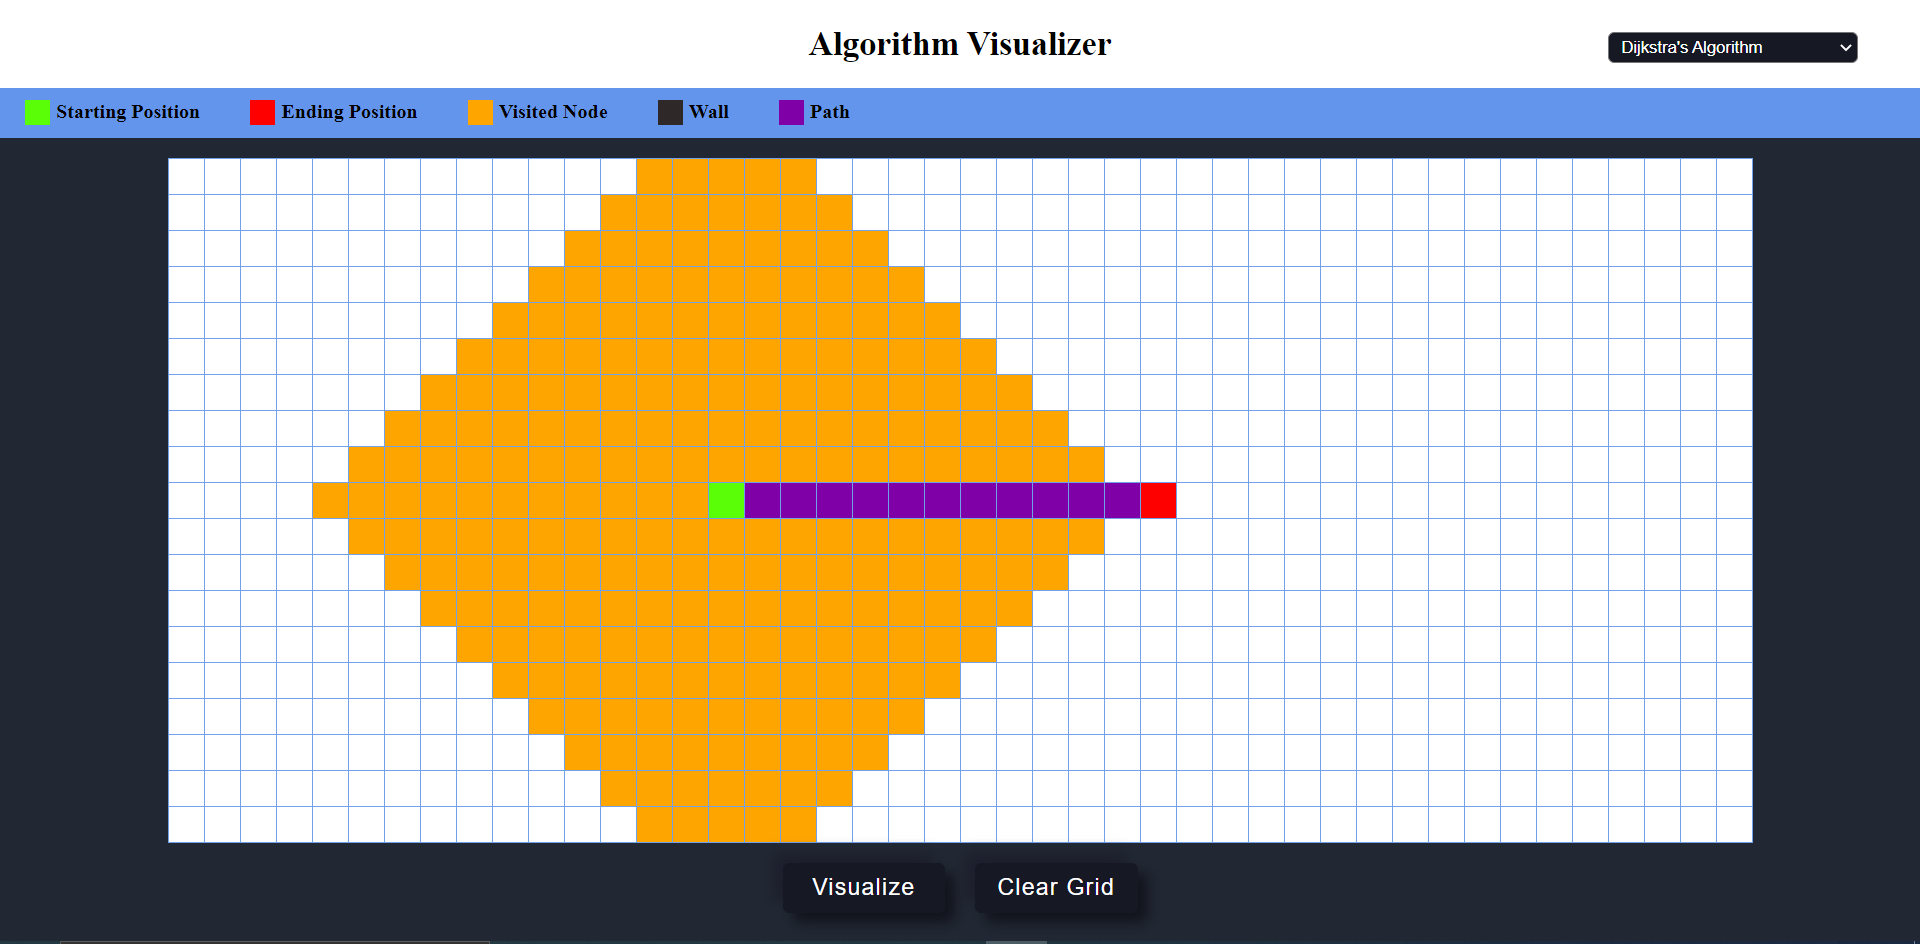 Algorithm Visualizer
Dijkstra's Algorithm
Starting Position
Ending Position
Visited Node
Wall
Path
Visualize
Clear Grid